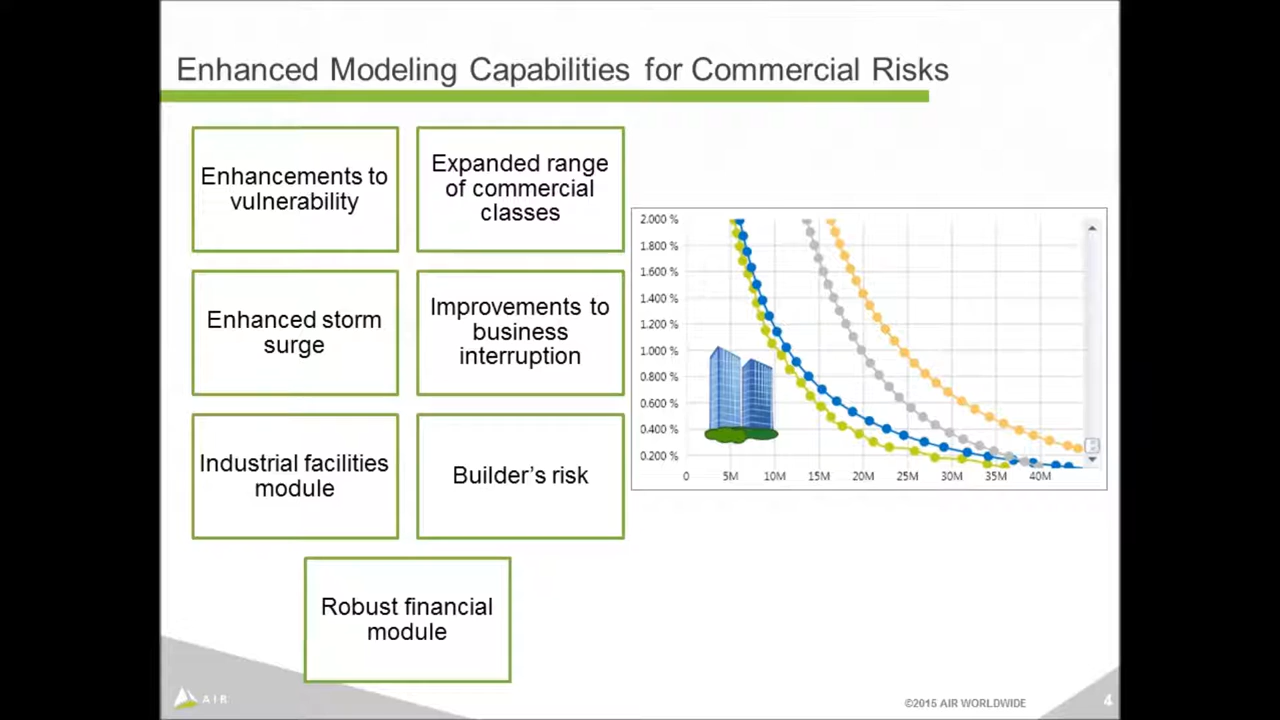 Enhanced Modeling Capabilities for Commercial Risks
Enhancements to
vulnerability
Expanded range
of commercial
classes
Enhanced storm
surge
Improvements to
business
interruption
Industrial facilities
module
Builder’s risk
Robust financial
module
2.000 %
1.800 %
1.600 %
1.400 %
1.200 %
1.000 %
0.800 %
0.600 %
0.400 %
0.200 %
0 5M 10M 15M 20M 25M 30M 35M 40M
AIR
©2015 AIR WORLDWIDE
4